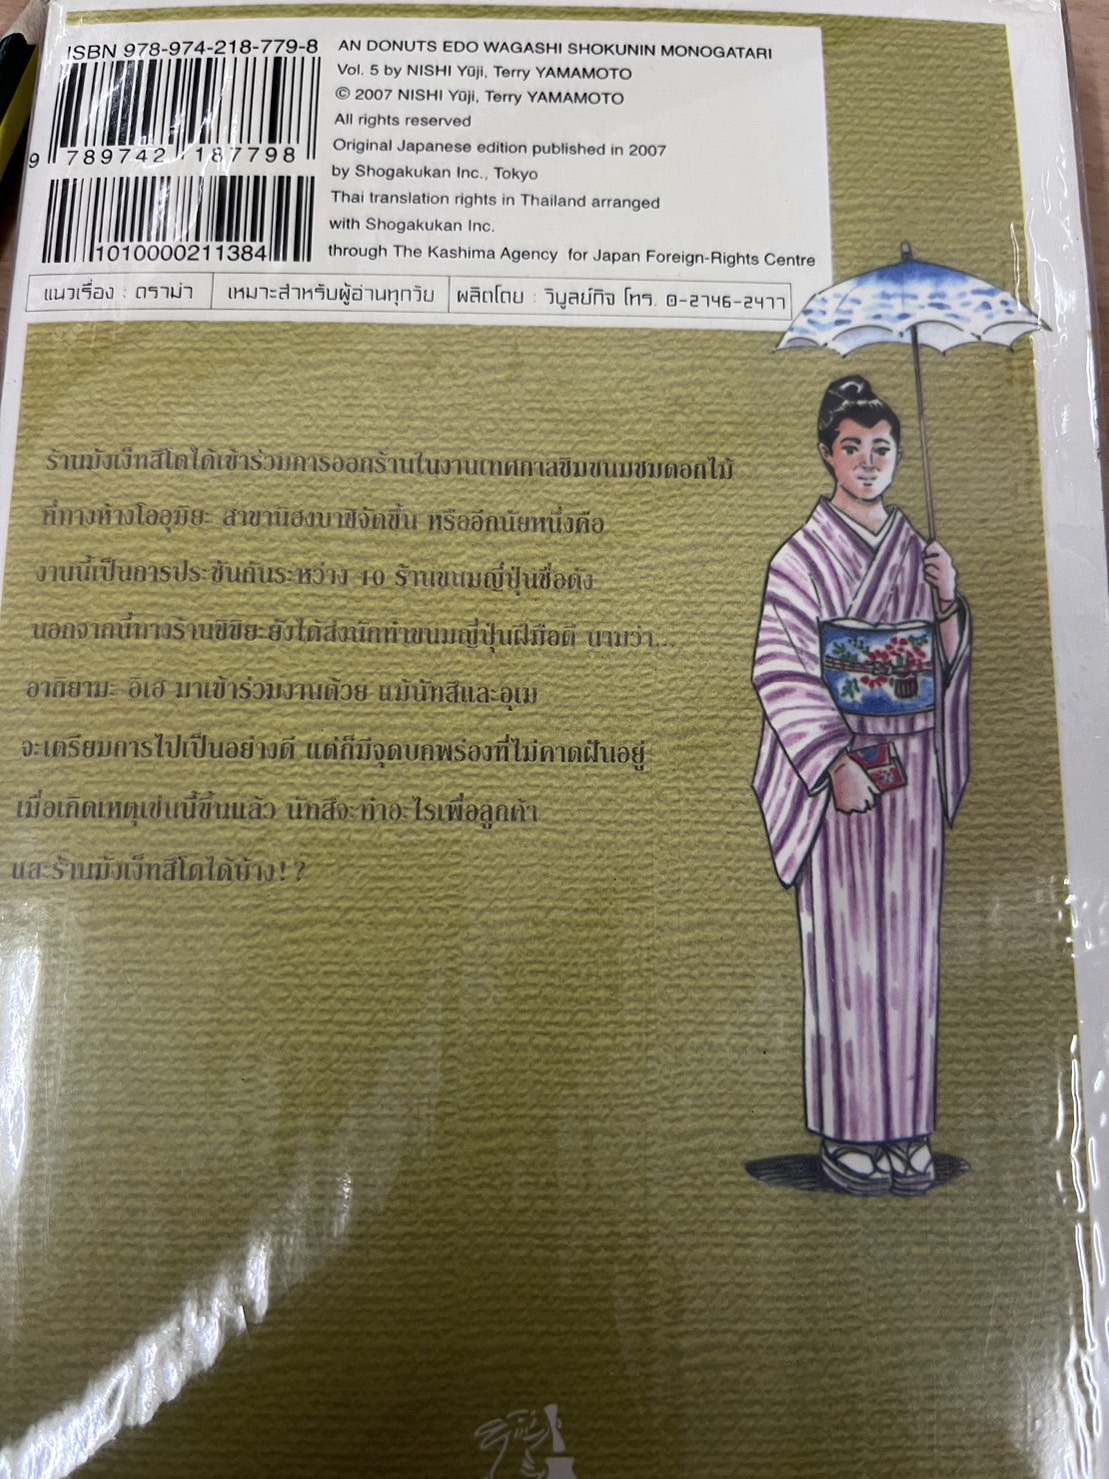 ISBN 978-974-218-779-8
9 789742 187798
1010000211384
AN DONUTS EDO WAGASHI SHOKUNIN MONOGATARI
Vol. 5 by NISHI Yūji, Terry YAMAMOTO
© 2007 NISHI Yūji, Terry YAMAMOTO
All rights reserved
Original Japanese edition published in 2007
by Shogakukan Inc., Tokyo
Thai translation rights in Thailand arranged
with Shogakukan Inc.
through The Kashima Agency for Japan Foreign-Rights Centre
แนวเรื่อง : ดราม่า
เหมาะสำหรับผู้อ่านทุกวัย
ผลิตโดย : วิบูลย์กิจ โทร. 0-2746-2477
ร้านมังเง็ทสึโดได้เข้าร่วมการออกร้านในงานเทศกาลชิมขนมชมดอกไม้
ที่ทางห้างโออุมิยะ สาขานิฮงบาชิจัดขึ้น หรืออีกนัยหนึ่งคือ
งานนี้เป็นการประชันกันระหว่าง 10 ร้านขนมญี่ปุ่นชื่อดัง
นอกจากนี้ทางร้านชิชิยะยังได้ส่งนักทำขนมญี่ปุ่นฝีมือดี นามว่า...
อากิยามะ อิเฮ มาเข้าร่วมงานด้วย แม้นัทสึและอุเม
จะเตรียมการไปเป็นอย่างดี แต่ก็มีจุดบกพร่องที่ไม่คาดฝันอยู่
เมื่อเกิดเหตุเช่นนี้ขึ้นแล้ว นัทสึจะทำอะไรเพื่อลูกค้า
และร้านมังเง็ทสึโดได้บ้าง!?